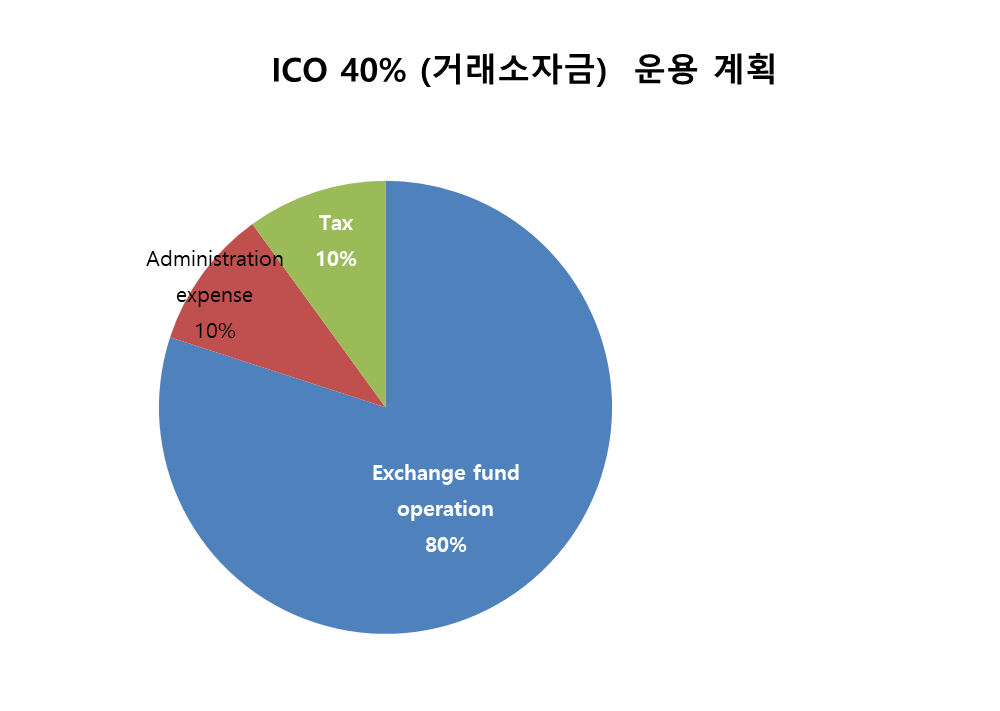 ICO 40% (거래소자금) 운용 계획
Tax
10%
Administration
expense
10%
Exchange fund
operation
80%